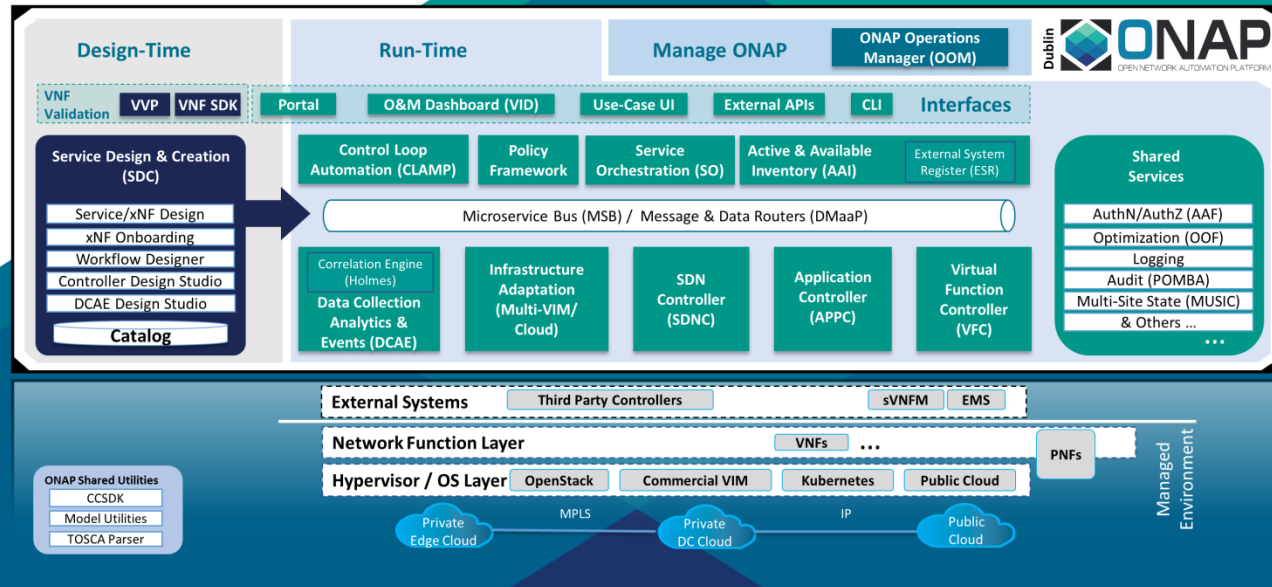 Design-Time
Run-Time
Manage ONAP
ONAP Operations
Manager (OOM)
Dublin
ONAP
OPEN NETWORK AUTOMATION PLATFORM
VNF
Validation
VVP
VNF SDK
Portal
O&M Dashboard (VID)
Use-Case UI
External APIs
CLI
Interfaces
Service Design & Creation
(SDC)
Service/xNF Design
xNF Onboarding
Workflow Designer
Controller Design Studio
DCAE Design Studio
Catalog
Control Loop
Automation (CLAMP)
Policy
Framework
Service
Orchestration (SO)
Active & Available
Inventory (AAI)
External System
Register (ESR)
Microservice Bus (MSB) / Message & Data Routers (DMaaP)
Correlation Engine
(Holmes)
Data Collection
Analytics &
Events (DCAE)
Infrastructure
Adaptation
(Multi-VIM/
Cloud)
SDN
Controller
(SDNC)
Application
Controller
(APPC)
Virtual
Function
Controller
(VFC)
Shared
Services
AuthN/AuthZ (AAF)
Optimization (OOF)
Logging
Audit (POMBA)
Multi-Site State (MUSIC)
& Others ...
...
External Systems
Third Party Controllers
sVNFM
EMS
Network Function Layer
VNFs
...
PNFs
Hypervisor / OS Layer
OpenStack
Commercial VIM
Kubernetes
Public Cloud
Managed
Environment
ONAP Shared Utilities
CCSDK
Model Utilities
TOSCA Parser
Private
Edge Cloud
MPLS
Private
DC Cloud
IP
Public
Cloud